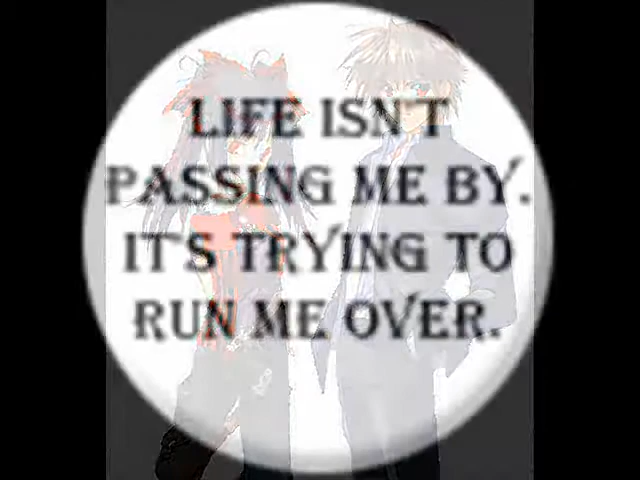 LIFE ISN'T
PASSING ME BY.
IT'S TRYING TO
RUN ME OVER.